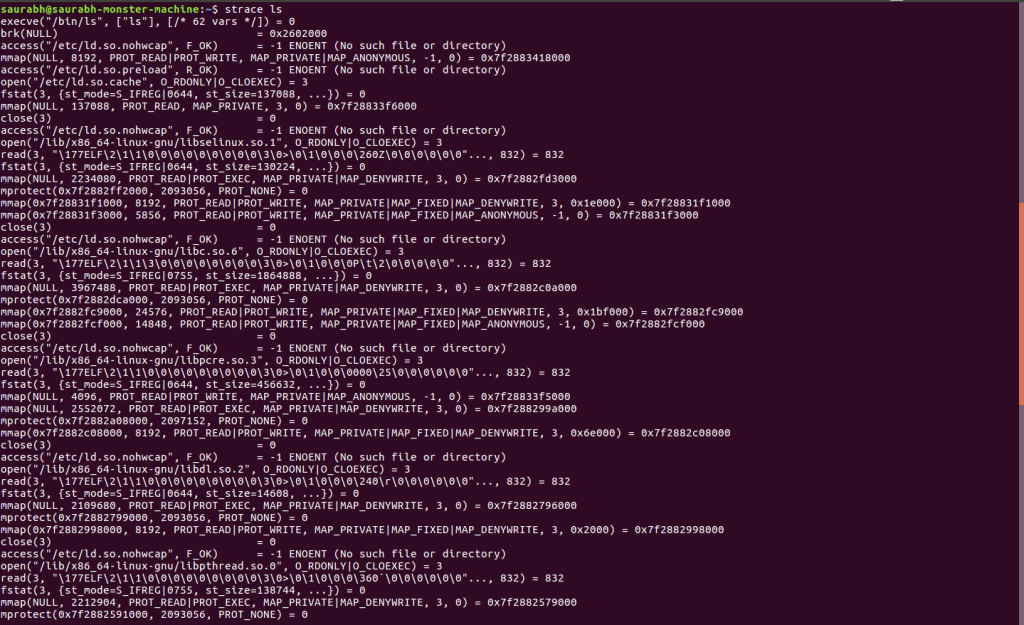 saurabh@saurabh-monster-machine:~$ strace ls
execve("/bin/ls", ["ls"], [/* 62 vars */]) = 0
brk(NULL)                               = 0x2602000
access("/etc/ld.so.nohwcap", F_OK)      = -1 ENOENT (No such file or directory)
mmap(NULL, 8192, PROT_READ|PROT_WRITE, MAP_PRIVATE|MAP_ANONYMOUS, -1, 0) = 0x7f2883418000
access("/etc/ld.so.preload", R_OK)      = -1 ENOENT (No such file or directory)
open("/etc/ld.so.cache", O_RDONLY|O_CLOEXEC) = 3
fstat(3, {st_mode=S_IFREG|0644, st_size=137088, ...}) = 0
mmap(NULL, 137088, PROT_READ, MAP_PRIVATE, 3, 0) = 0x7f28833f6000
close(3)                                = 0
access("/etc/ld.so.nohwcap", F_OK)      = -1 ENOENT (No such file or directory)
open("/lib/x86_64-linux-gnu/libselinux.so.1", O_RDONLY|O_CLOEXEC) = 3
read(3, "\177ELF\2\1\1\0\0\0\0\0\0\0\0\0\3\0>\0\1\0\0\0\260Z\0\0\0\0\0\0"..., 832) = 832
fstat(3, {st_mode=S_IFREG|0644, st_size=130224, ...}) = 0
mmap(NULL, 2234080, PROT_READ|PROT_EXEC, MAP_PRIVATE|MAP_DENYWRITE, 3, 0) = 0x7f2882fd3000
mprotect(0x7f2882ff2000, 2093056, PROT_NONE) = 0
mmap(0x7f28831f1000, 8192, PROT_READ|PROT_WRITE, MAP_PRIVATE|MAP_FIXED|MAP_DENYWRITE, 3, 0x1e000) = 0x7f28831f1000
mmap(0x7f28831f3000, 5856, PROT_READ|PROT_WRITE, MAP_PRIVATE|MAP_FIXED|MAP_ANONYMOUS, -1, 0) = 0x7f28831f3000
close(3)                                = 0
access("/etc/ld.so.nohwcap", F_OK)      = -1 ENOENT (No such file or directory)
open("/lib/x86_64-linux-gnu/libc.so.6", O_RDONLY|O_CLOEXEC) = 3
read(3, "\177ELF\2\1\1\3\0\0\0\0\0\0\0\0\3\0>\0\1\0\0\0P\t\2\0\0\0\0\0"..., 832) = 832
fstat(3, {st_mode=S_IFREG|0755, st_size=1864888, ...}) = 0
mmap(NULL, 3967488, PROT_READ|PROT_EXEC, MAP_PRIVATE|MAP_DENYWRITE, 3, 0) = 0x7f2882c0a000
mprotect(0x7f2882dca000, 2093056, PROT_NONE) = 0
mmap(0x7f2882fc9000, 24576, PROT_READ|PROT_WRITE, MAP_PRIVATE|MAP_FIXED|MAP_DENYWRITE, 3, 0x1bf000) = 0x7f2882fc9000
mmap(0x7f2882fcf000, 14848, PROT_READ|PROT_WRITE, MAP_PRIVATE|MAP_FIXED|MAP_ANONYMOUS, -1, 0) = 0x7f2882fcf000
close(3)                                = 0
access("/etc/ld.so.nohwcap", F_OK)      = -1 ENOENT (No such file or directory)
open("/lib/x86_64-linux-gnu/libpcre.so.3", O_RDONLY|O_CLOEXEC) = 3
read(3, "\177ELF\2\1\1\0\0\0\0\0\0\0\0\0\3\0>\0\1\0\0\0000\25\0\0\0\0\0\0"..., 832) = 832
fstat(3, {st_mode=S_IFREG|0644, st_size=456632, ...}) = 0
mmap(NULL, 4096, PROT_READ|PROT_WRITE, MAP_PRIVATE|MAP_ANONYMOUS, -1, 0) = 0x7f28833f5000
mmap(NULL, 2552072, PROT_READ|PROT_EXEC, MAP_PRIVATE|MAP_DENYWRITE, 3, 0) = 0x7f288299a000
mprotect(0x7f2882a08000, 2097152, PROT_NONE) = 0
mmap(0x7f2882c08000, 8192, PROT_READ|PROT_WRITE, MAP_PRIVATE|MAP_FIXED|MAP_DENYWRITE, 3, 0x6e000) = 0x7f2882c08000
close(3)                                = 0
access("/etc/ld.so.nohwcap", F_OK)      = -1 ENOENT (No such file or directory)
open("/lib/x86_64-linux-gnu/libdl.so.2", O_RDONLY|O_CLOEXEC) = 3
read(3, "\177ELF\2\1\1\0\0\0\0\0\0\0\0\0\3\0>\0\1\0\0\0\240\r\0\0\0\0\0\0"..., 832) = 832
fstat(3, {st_mode=S_IFREG|0644, st_size=14608, ...}) = 0
mmap(NULL, 2109680, PROT_READ|PROT_EXEC, MAP_PRIVATE|MAP_DENYWRITE, 3, 0) = 0x7f2882796000
mprotect(0x7f2882799000, 2093056, PROT_NONE) = 0
mmap(0x7f2882998000, 8192, PROT_READ|PROT_WRITE, MAP_PRIVATE|MAP_FIXED|MAP_DENYWRITE, 3, 0x2000) = 0x7f2882998000
close(3)                                = 0
access("/etc/ld.so.nohwcap", F_OK)      = -1 ENOENT (No such file or directory)
open("/lib/x86_64-linux-gnu/libpthread.so.0", O_RDONLY|O_CLOEXEC) = 3
read(3, "\177ELF\2\1\1\0\0\0\0\0\0\0\0\0\3\0>\0\1\0\0\0\360`\0\0\0\0\0\0"..., 832) = 832
fstat(3, {st_mode=S_IFREG|0755, st_size=138744, ...}) = 0
mmap(NULL, 2212904, PROT_READ|PROT_EXEC, MAP_PRIVATE|MAP_DENYWRITE, 3, 0) = 0x7f2882579000
mprotect(0x7f2882591000, 2093056, PROT_NONE) = 0